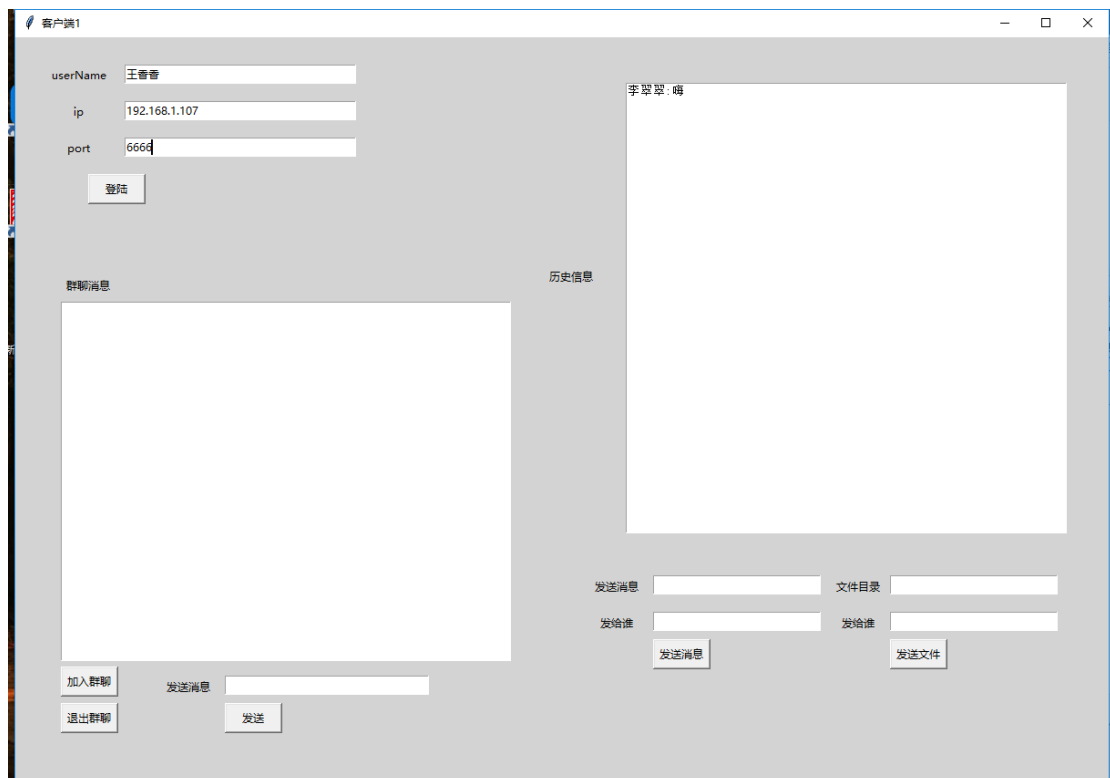 客户端1
userName 王香香
ip 192.168.1.107
port 6666
登陆
李翠翠:嗨
历史信息
群聊消息
发送消息 文件目录
发给谁 发给谁
发送消息 发送文件
加入群聊 发送消息
退出群聊 发送